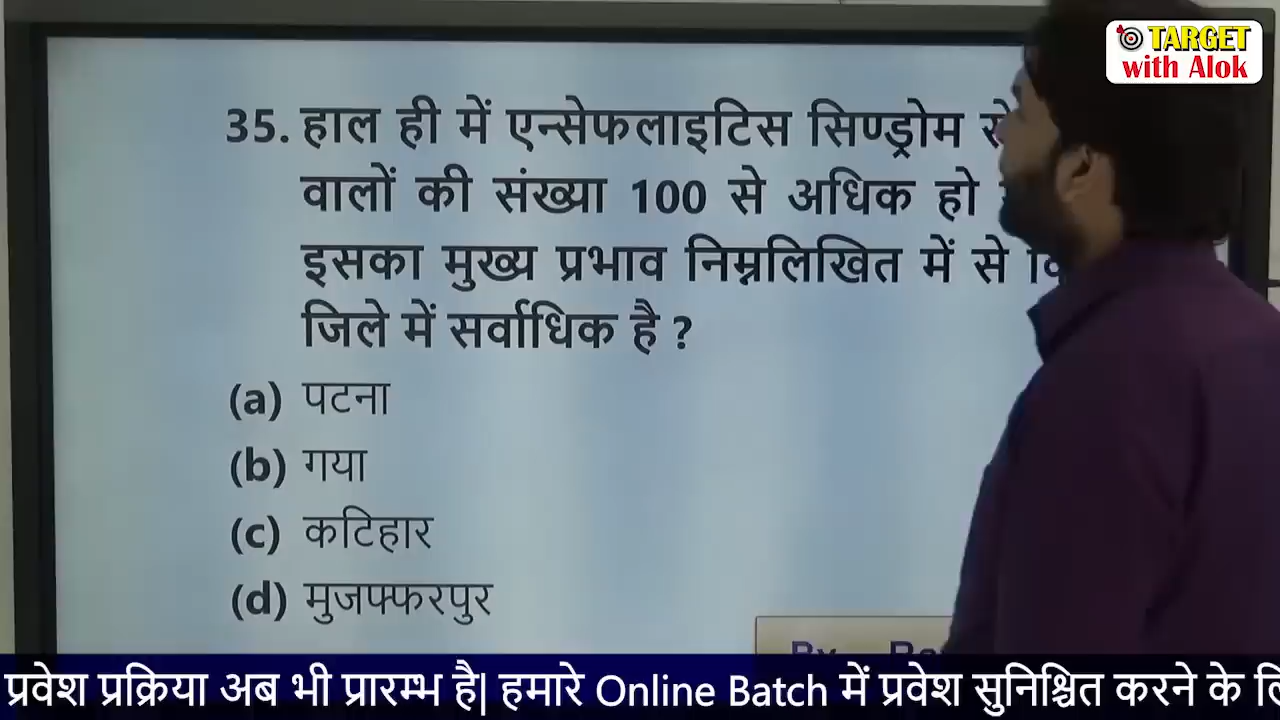 TARGET
with Alok
35. हाल ही में एन्सेफलाइटिस सिण्ड्रोम
वालों की संख्या 100 से अधिक हो
इसका मुख्य प्रभाव निम्नलिखित में से
जिले में सर्वाधिक है ?
(a) पटना
(b) गया
(c) कटिहार
(d) मुजफ्फरपुर
प्रवेश प्रक्रिया अब भी प्रारम्भ है| हमारे Online Batch में प्रवेश सुनिश्चित करने के